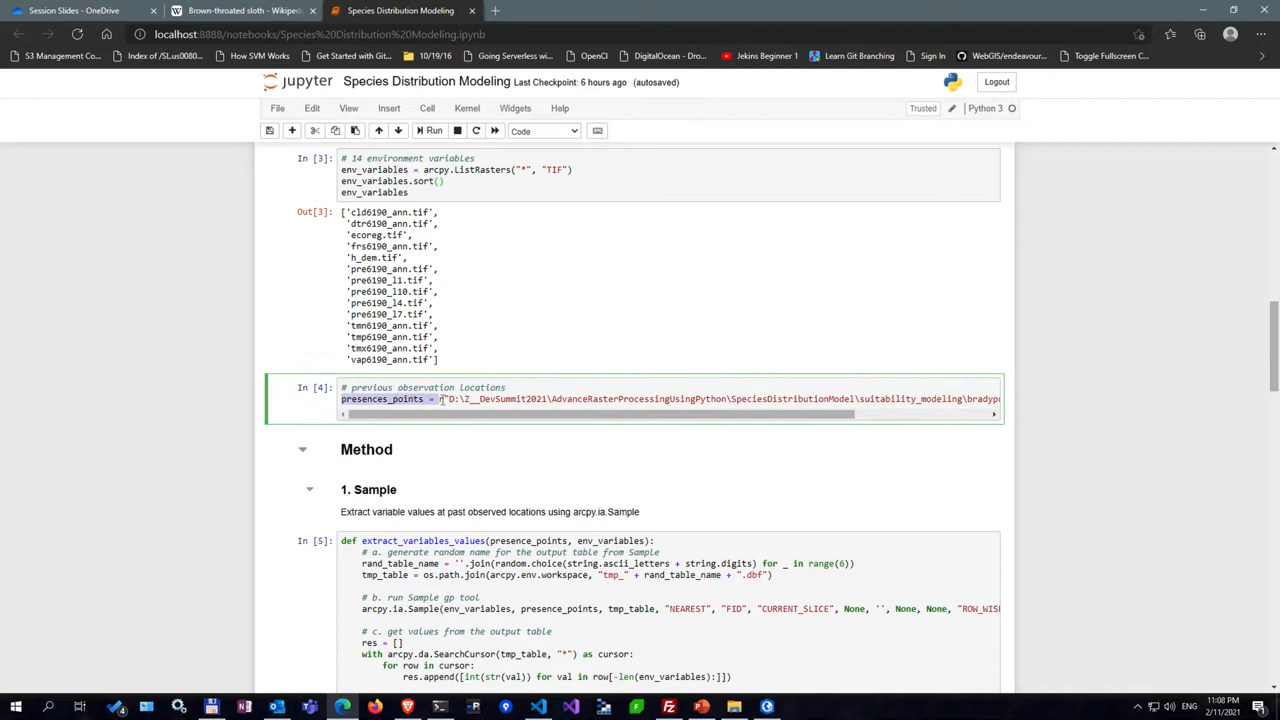 Session Slides - OneDrive
Brown-throated sloth - Wikiped
Species Distribution Modeling
localhost:8888/notebooks/Species%20Distribution%20Modeling.ipynb
S3 Management Co...
Index of /SLus0080...
How SVM Works
Get Started with Git...
10/19/16
Going Serverless wi...
OpenCl
DigitalOcean - Dro...
Jekins Beginner 1
Learn Git Branching
Sign In
WebGIS/endeavour...
Toggle Fullscreen C...
jupyter Species Distribution Modeling Last Checkpoint: 6 hours ago (autosaved)
Logout
File Edit View Insert Cell Kernel Widgets Help
Trusted Python 3
Run Code
In [3]: # 14 environment variables
env_variables = arcpy.ListRasters("*", "TIF")
env_variables.sort()
env_variables
Out[3]: ['cld6190_ann.tif',
'dtr6190_ann.tif',
'ecoreg.tif',
'frs6190_ann.tif',
'h_dem.tif',
'pre6190_ann.tif',
'pre6190_l1.tif',
'pre6190_l10.tif',
'pre6190_l4.tif',
'pre6190_l7.tif',
'tmn6190_ann.tif',
'tmp6190_ann.tif',
'tmx6190_ann.tif',
'vap6190_ann.tif']
In [4]: # previous observation locations
presences_points = r"D:\Z__DevSummit2021\AdvanceRasterProcessingUsingPython\SpeciesDistributionModel\suitability_modeling\bradypu
Method
1. Sample
Extract variable values at past observed locations using arcpy.ia.Sample
In [5]: def extract_variables_values(presence_points, env_variables):
# a. generate random name for the output table from Sample
rand_table_name = ''.join(random.choice(string.ascii_letters + string.digits) for _ in range(6))
tmp_table = os.path.join(arcpy.env.workspace, "tmp_" + rand_table_name + ".dbf")
# b. run Sample gp tool
arcpy.ia.Sample(env_variables, presence_points, tmp_table, "NEAREST", "FID", "CURRENT_SLICE", None, '', None, None, "ROW_WIS
# c. get values from the output table
res = []
with arcpy.da.SearchCursor(tmp_table, "*") as cursor:
for row in cursor:
res.append([int(str(val)) for val in row[-len(env_variables):]])
ENG
11:08 PM
2/11/2021